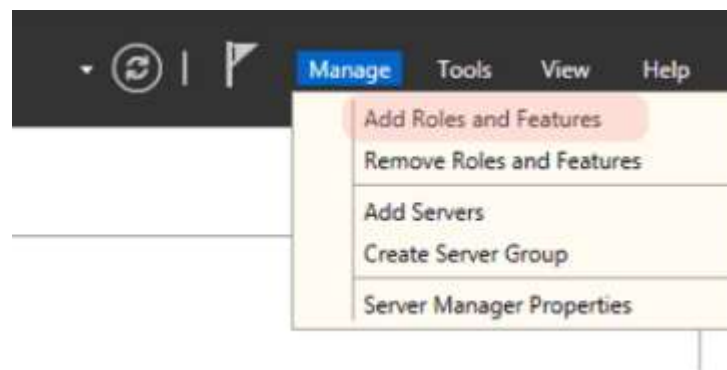 Manage Tools View Help
Add Roles and Features
Remove Roles and Features
Add Servers
Create Server Group
Server Manager Properties